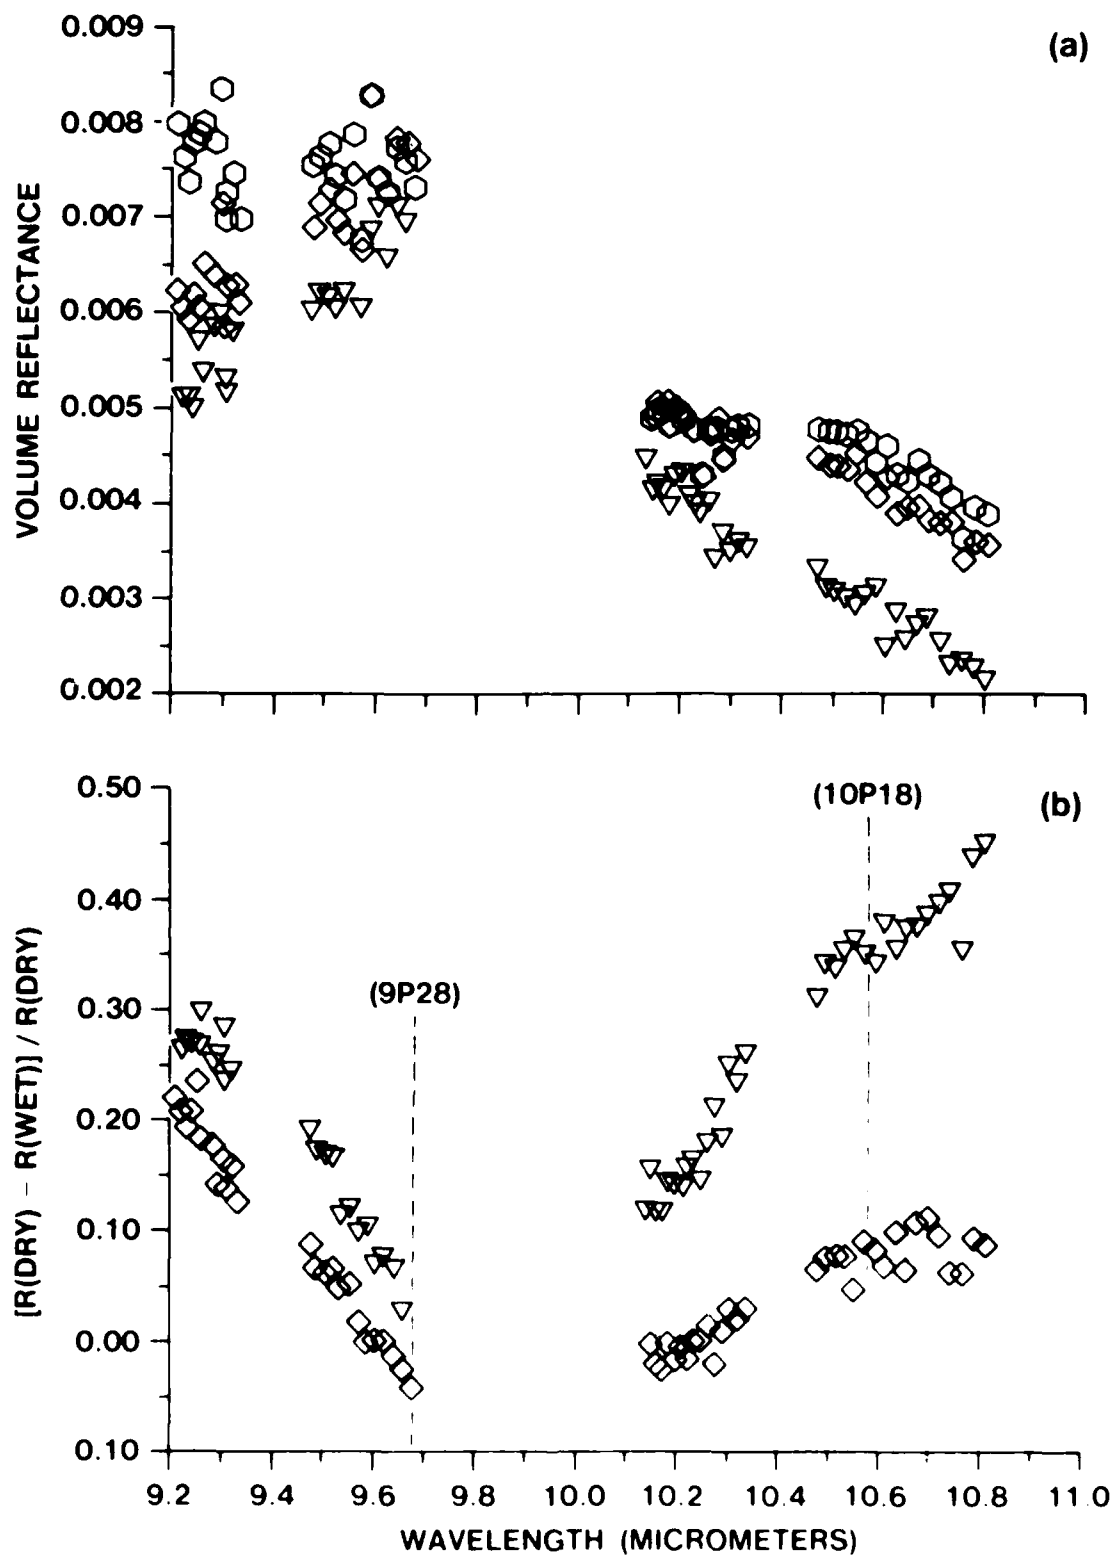 (a)
0.009
0.008
0.007
0.006
0.005
0.004
0.003
0.002
VOLUME REFLECTANCE
(b)
0.50
0.40
0.30
0.20
0.10
0.00
0.10
[R(DRY) - R(WET)] / R(DRY)
(10P18)
(9P28)
9.2 9.4 9.6 9.8 10.0 10.2 10.4 10.6 10.8 11.0
WAVELENGTH (MICROMETERS)